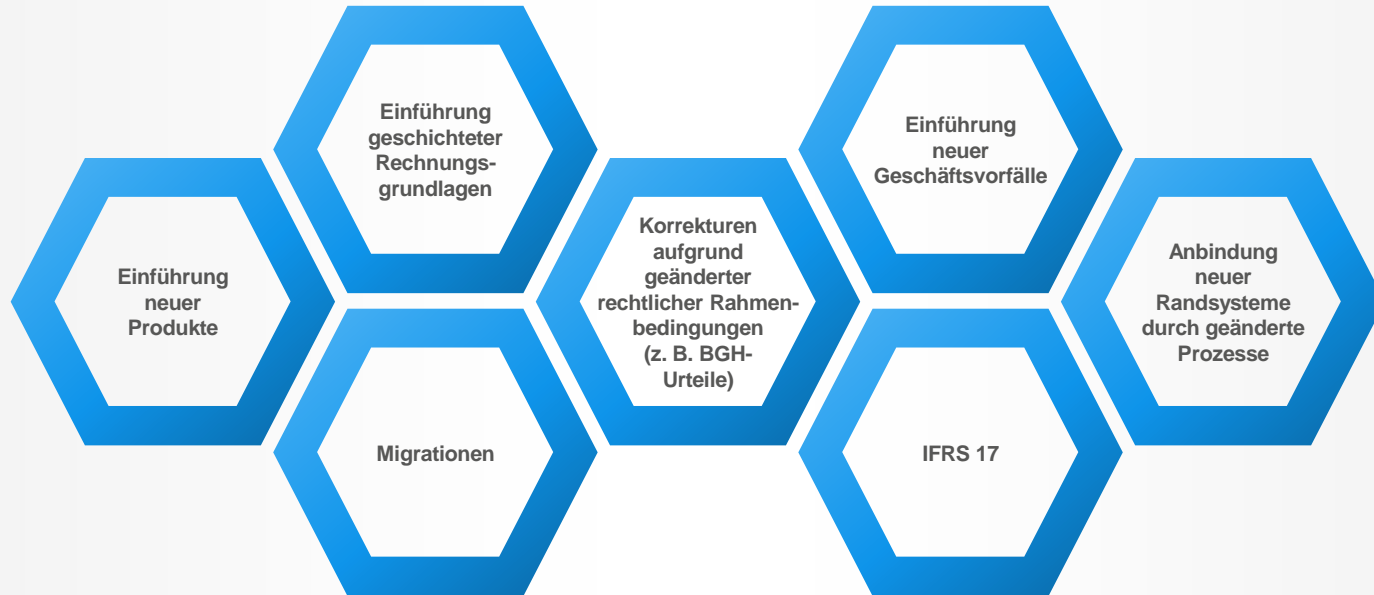 Einführung
neuer
Produkte
Einführung
geschichteter
Rechnungs-
grundlagen
Migrationen
Korrekturen
aufgrund
geänderter
rechtlicher Rahmen-
bedingungen
(z. B. BGH-
Urteile)
Einführung
neuer
Geschäftsvorfälle
IFRS 17
Anbindung
neuer
Randsysteme
durch geänderte
Prozesse